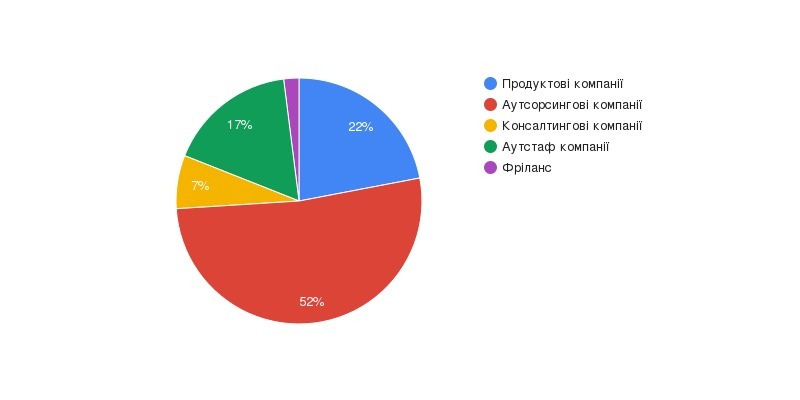 Продуктові компанії
Аутсорсингові компанії
Консалтингові компанії
Аутстаф компанії
Фріланс
22%
17%
7%
52%